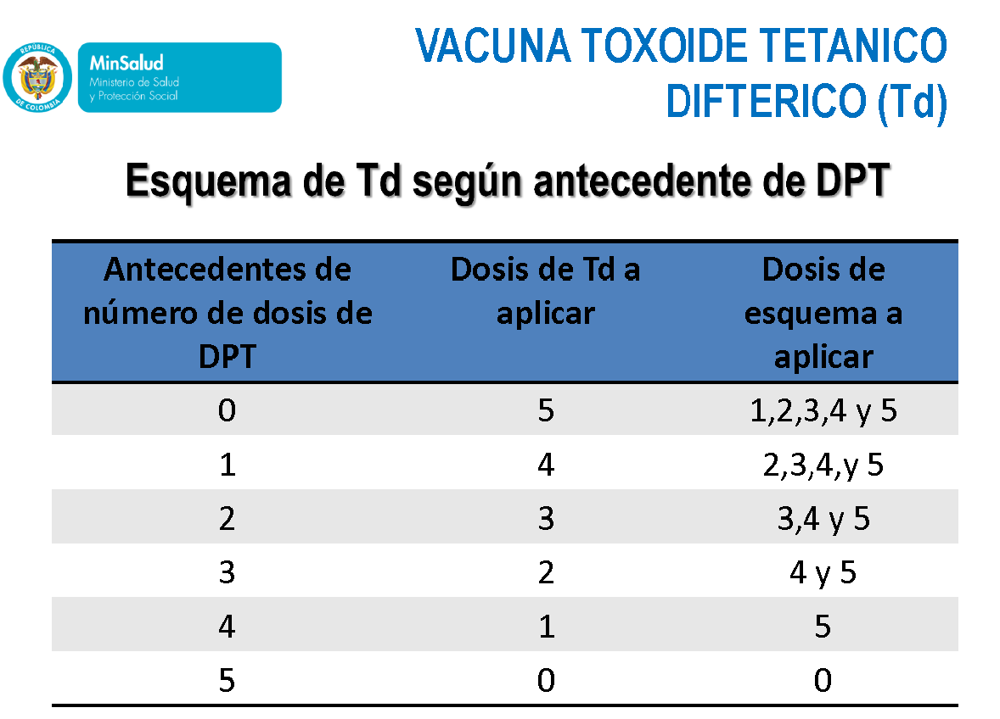 REPÚBLICA
DE COLOMBIA
MinSalud
Ministerio de Salud
y Protección Social
VACUNA TOXOIDE TETANICO
DIFTERICO (Td)
Esquema de Td según antecedente de DPT
Antecedentes de número de dosis de DPT
Dosis de Td a aplicar
Dosis de esquema a aplicar
0 5 1,2,3,4 y 5
1 4 2,3,4,y 5
2 3 3,4 y 5
3 2 4 y 5
4 1 5
5 0 0